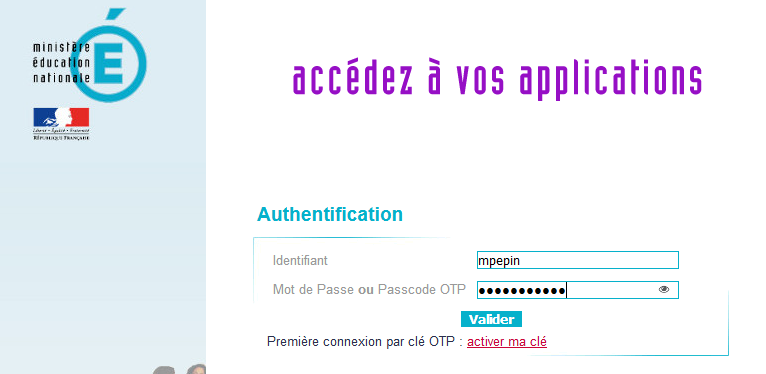 ministère
éducation
nationale
É
Liberté • Égalité • Fraternité
RÉPUBLIQUE FRANÇAISE
accédez à vos applications
Authentification
Identifiant mpepin
Mot de Passe ou Passcode OTP ●●●●●●●●●●●
Valider
Première connexion par clé OTP : activer ma clé